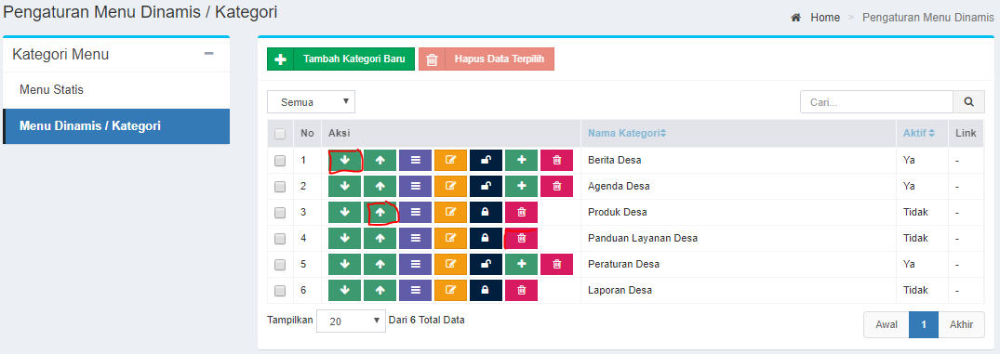 Pengaturan Menu Dinamis / Kategori
Home > Pengaturan Menu Dinamis
Kategori Menu
Menu Statis
Menu Dinamis / Kategori
Tambah Kategori Baru Hapus Data Terpilih
Semua Cari...
No Aksi Nama Kategori Aktif Link
1 Berita Desa Ya -
2 Agenda Desa Ya -
3 Produk Desa Tidak -
4 Panduan Layanan Desa Tidak -
5 Peraturan Desa Ya -
6 Laporan Desa Tidak -
Tampilkan 20 Dari 6 Total Data
Awal 1 Akhir